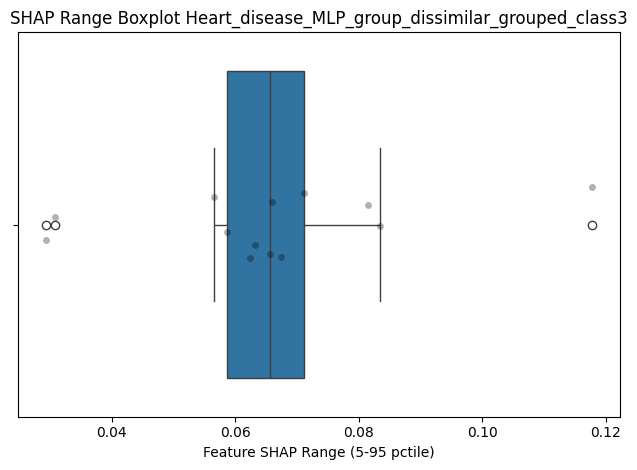 SHAP Range Boxplot Heart_disease_MLP_group_dissimilar_grouped_class3
0.04 0.06 0.08 0.10 0.12
Feature SHAP Range (5-95 pctile)